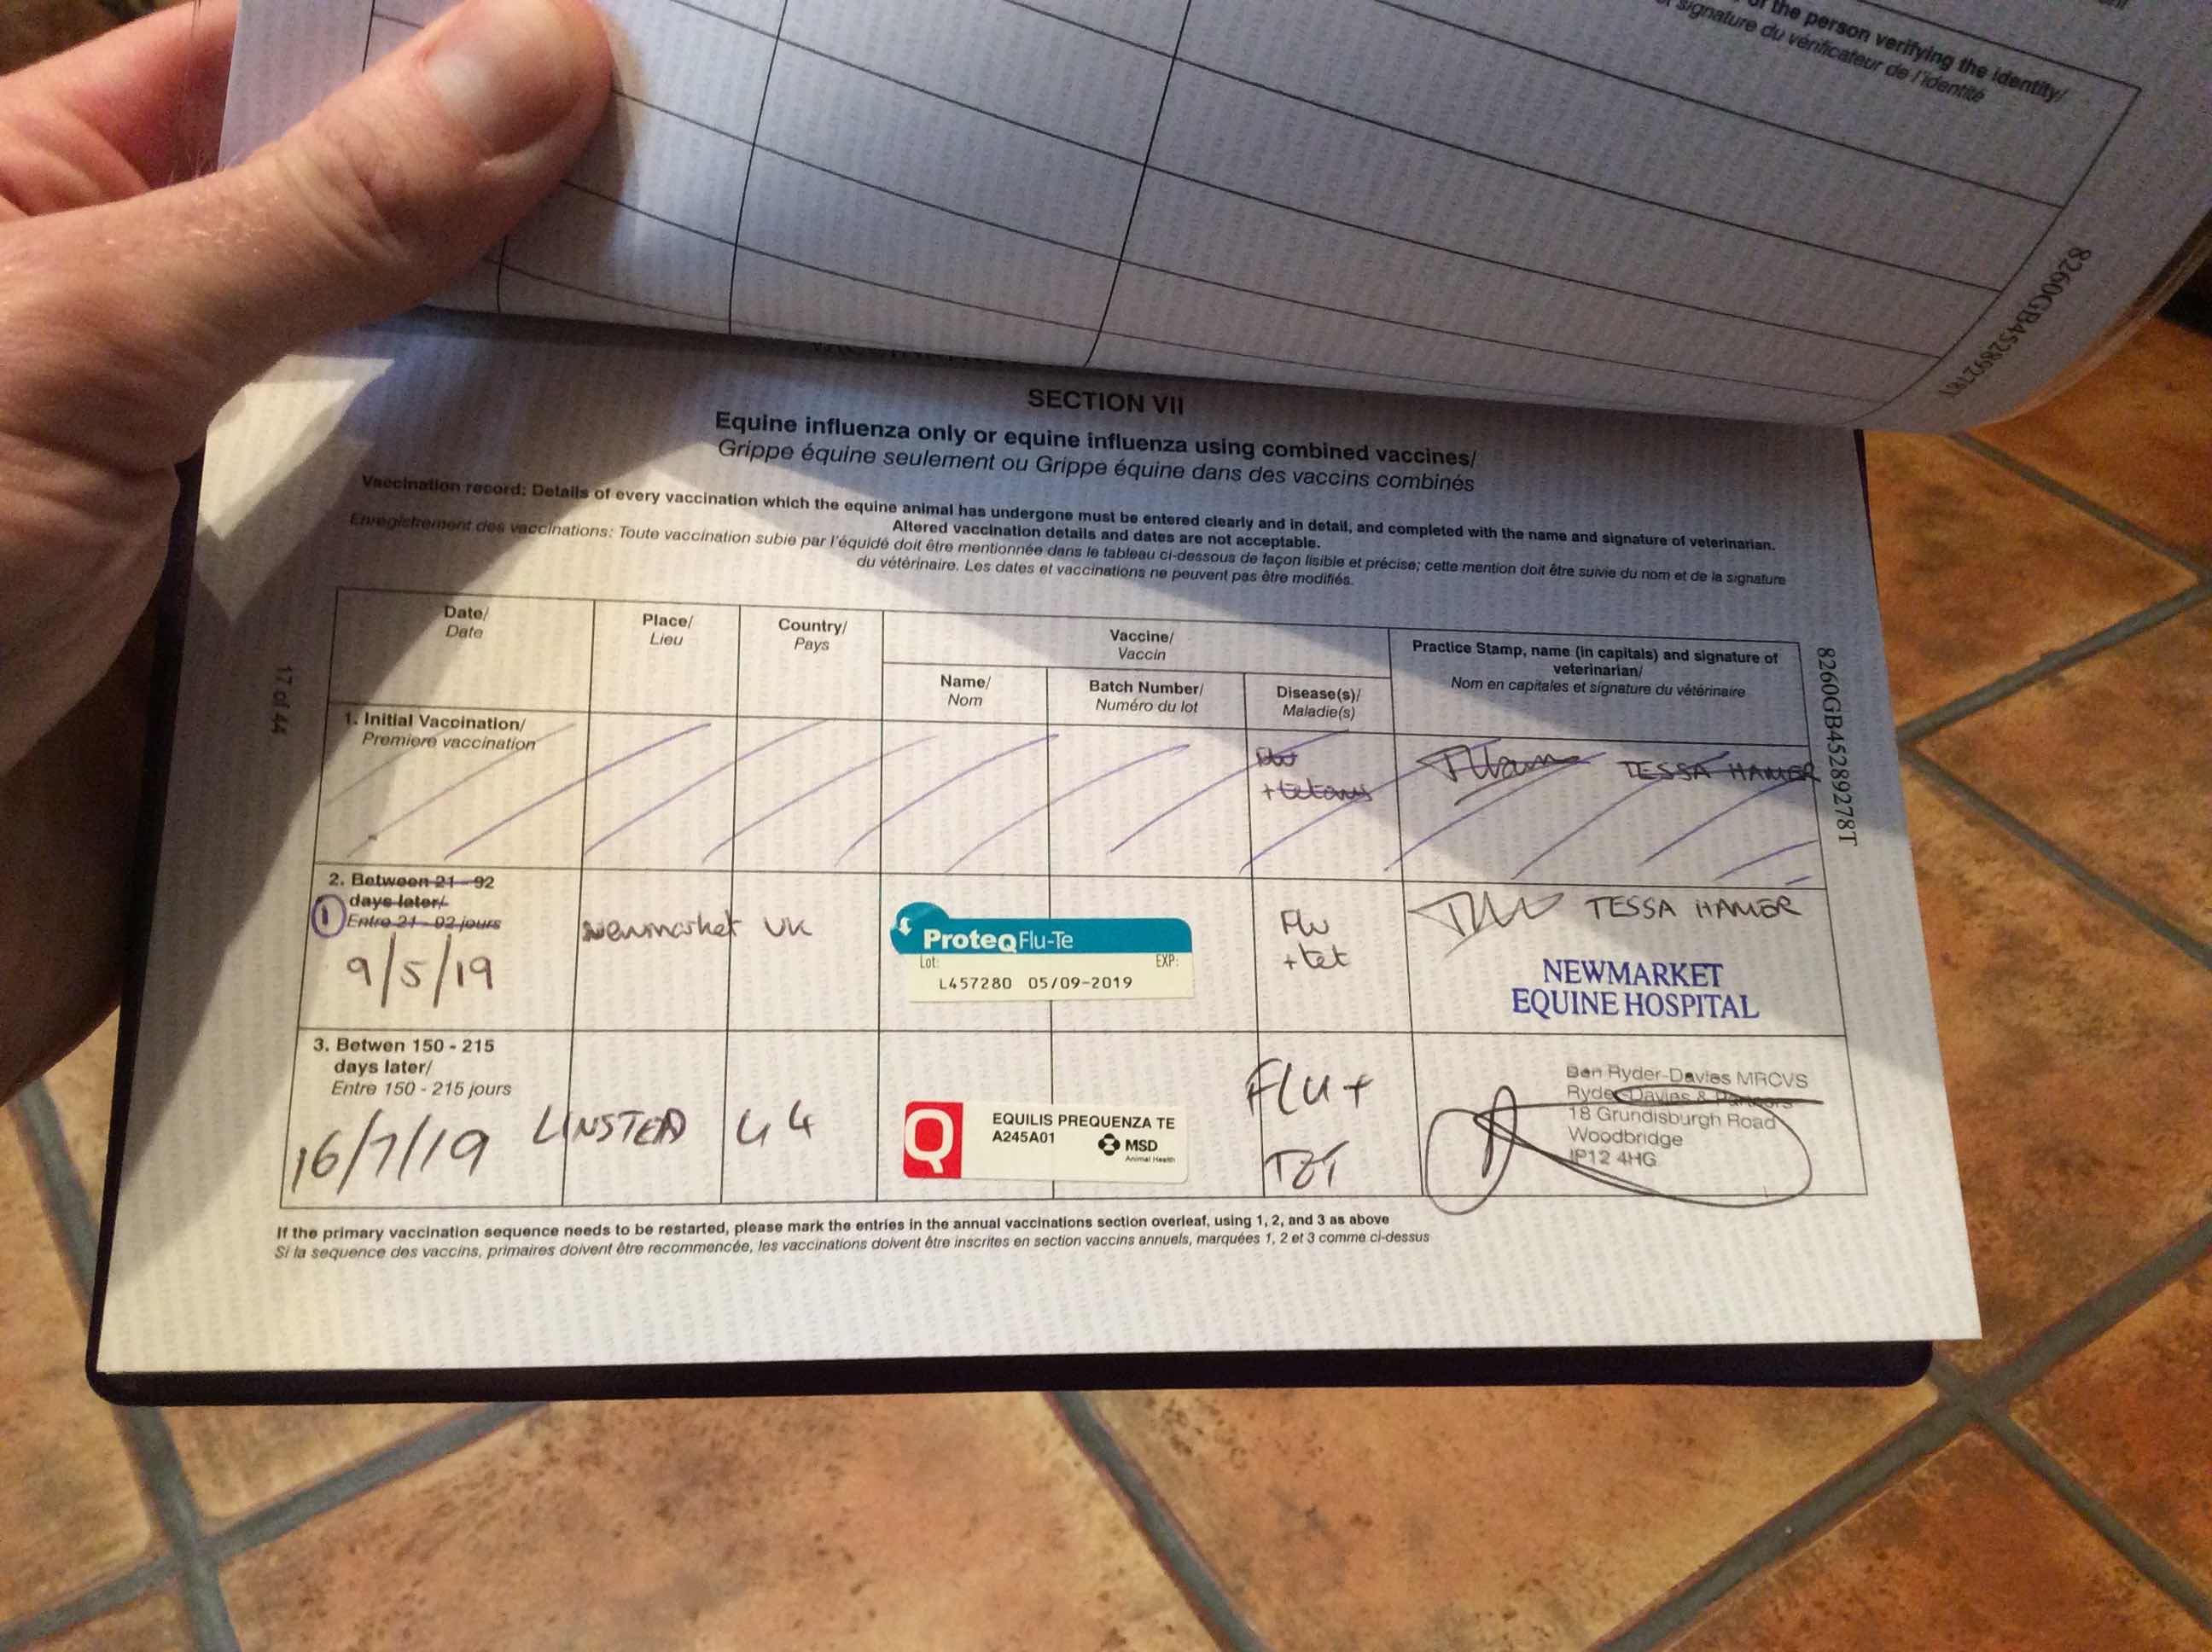 of the person verifying the identity/
signature du vérificateur de l'identité
8260GB45289278T
SECTION VII
Equine influenza only or equine influenza using combined vaccines/
Grippe équine seulement ou Grippe équine dans des vaccins combinés
Vaccination record: Details of every vaccination which the equine animal has undergone must be entered clearly and in detail, and completed with the name and signature of veterinarian.
Altered vaccination details and dates are not acceptable.
Enregistrement des vaccinations: Toute vaccination subie par l'équidé doit être mentionnée dans le tableau ci-dessous de façon lisible et précise; cette mention doit être suivie du nom et de la signature
du vétérinaire. Les dates et vaccinations ne peuvent pas être modifiés.
Date/
Date
Place/
Lieu
Country/
Pays
Vaccine/
Vaccin
Name/
Nom
Batch Number/
Numéro du lot
Disease(s)/
Maladie(s)
Practice Stamp, name (in capitals) and signature of
veterinarian/
Nom en capitales et signature du vétérinaire
17 of 44
8260GB45289278T
1. Initial Vaccination/
Premiere vaccination
Flu
+ tetanus
TESSA HAMER
2. Between 21 - 92
days later/
Entre 21 - 92 jours
1
9/5/19
Newmarket
UK
ProteqFlu-Te
Lot:
EXP:
L457280 05/09-2019
Flu
+ tet
TESSA HAMER
NEWMARKET
EQUINE HOSPITAL
3. Betwen 150 - 215
days later/
Entre 150 - 215 jours
16/7/19
Q
EQUILIS PREQUENZA TE
A245A01
MSD
Animal Health
FLU +
TET
Ben Ryder-Davies MRCVS
Ryder Davies & Partners
18 Grundisburgh Road
Woodbridge
IP12 4HG
If the primary vaccination sequence needs to be restarted, please mark the entries in the annual vaccinations section overleaf, using 1, 2, and 3 as above
Si la sequence des vaccins, primaires doivent être recommencée, les vaccinations doivent être inscrites en section vaccins annuels, marquées 1, 2 et 3 comme ci-dessus